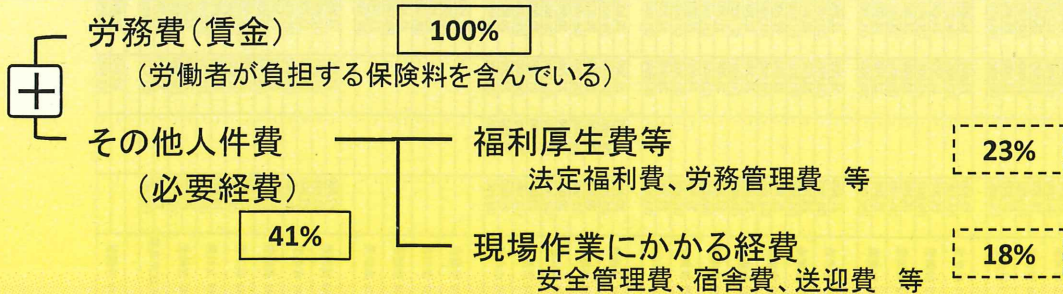 労務費(賃金) 100%
(労働者が負担する保険料を含んでいる)
+
その他人件費
(必要経費)
41%
福利厚生費等 23%
法定福利費、労務管理費 等
現場作業にかかる経費 18%
安全管理費、宿舎費、送迎費 等